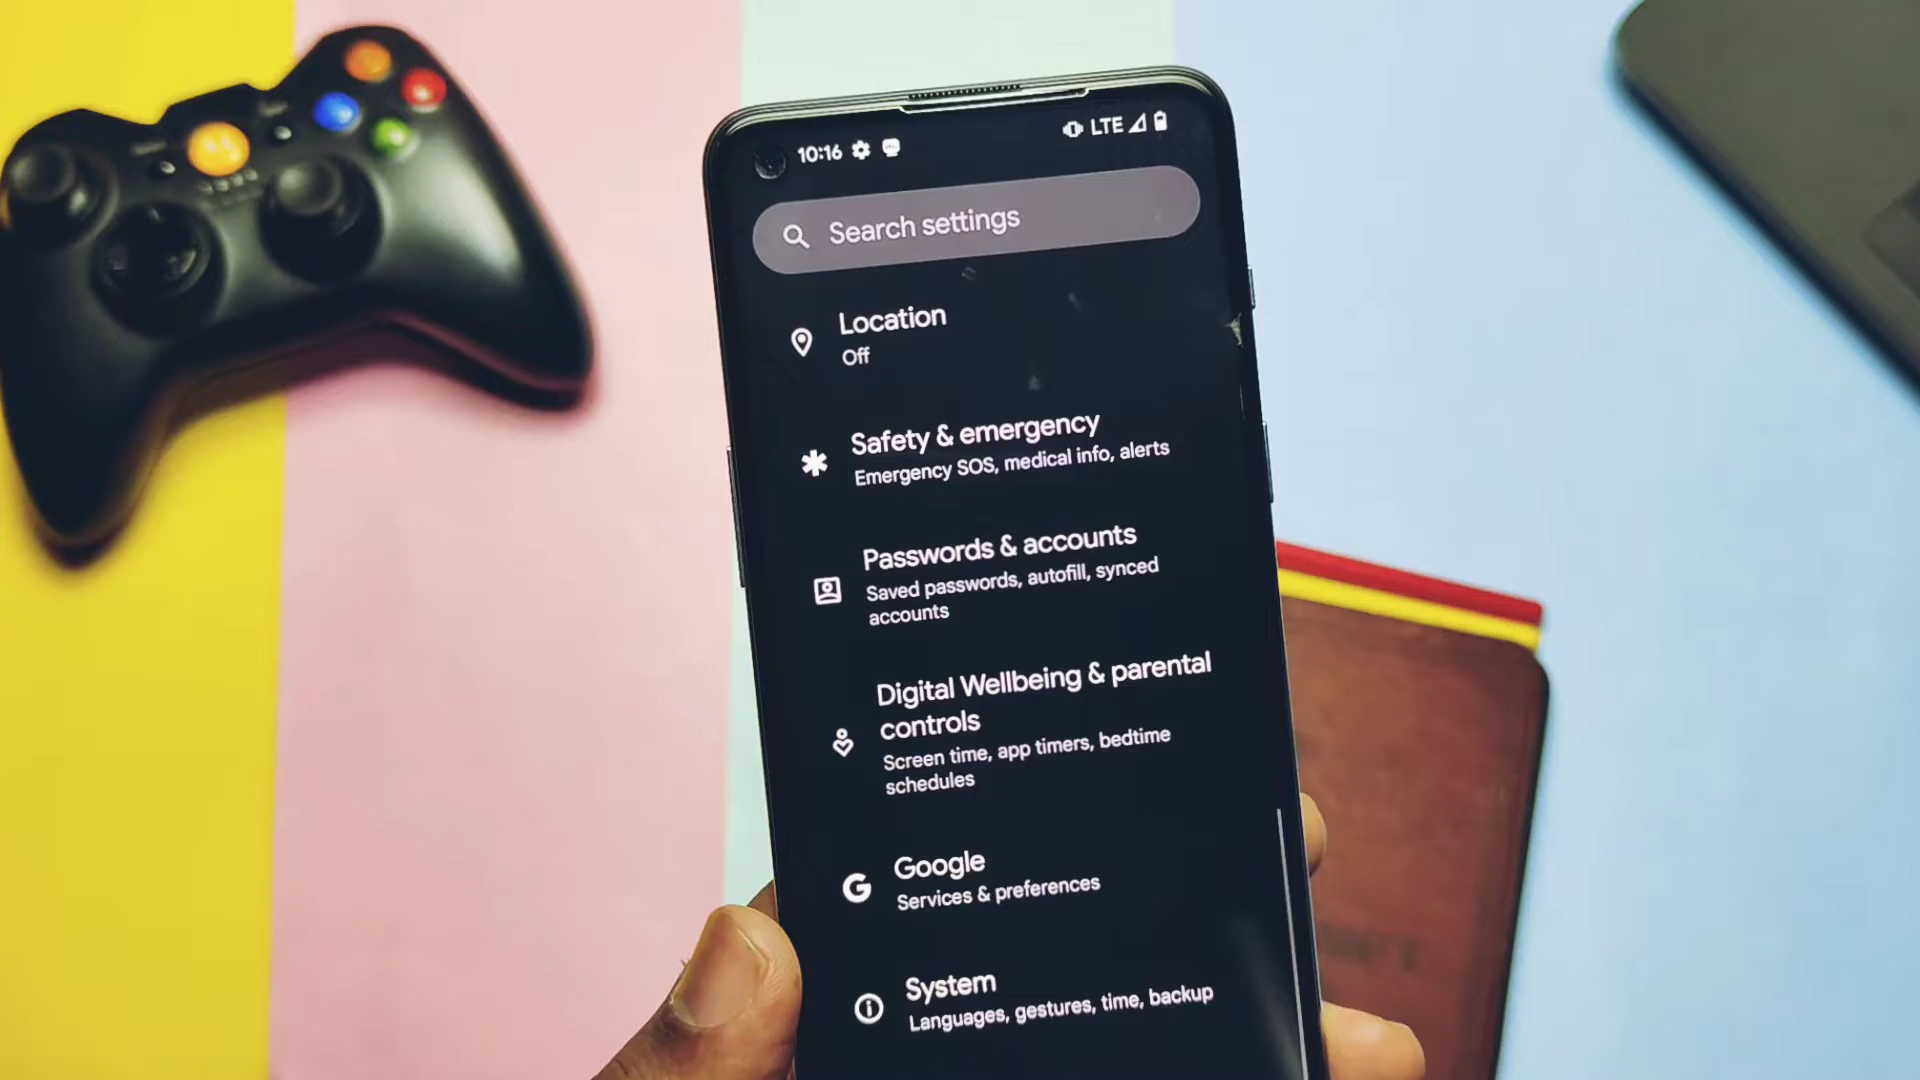 10:16 LTE
Search settings
Location
Off
Safety & emergency
Emergency SOS, medical info, alerts
Passwords & accounts
Saved passwords, autofill, synced
accounts
Digital Wellbeing & parental
controls
Screen time, app timers, bedtime
schedules
Google
Services & preferences
System
Languages, gestures, time, backup